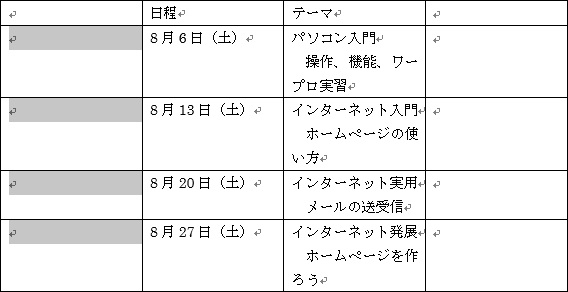 日程 テーマ
8月6日（土） パソコン入門
操作、機能、ワー
プロ実習
8月13日（土） インターネット入門
ホームページの使
い方
8月20日（土） インターネット実用
メールの送受信
8月27日（土） インターネット発展
ホームページを作
ろう